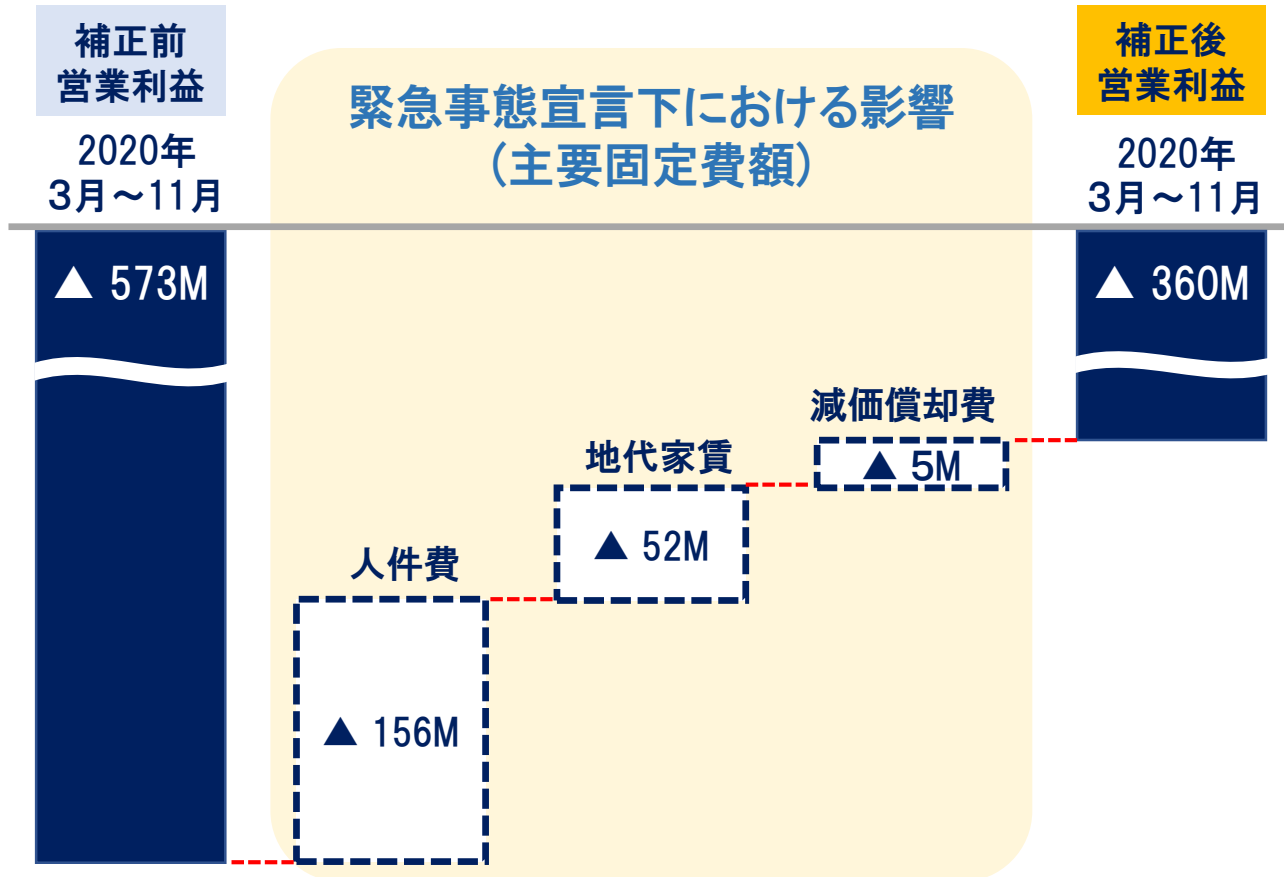 補正前
営業利益
2020年
3月～11月
緊急事態宣言下における影響
(主要固定費額)
補正後
営業利益
2020年
3月～11月
▲ 573M
▲ 360M
減価償却費
▲ 5M
地代家賃
▲ 52M
人件費
▲ 156M